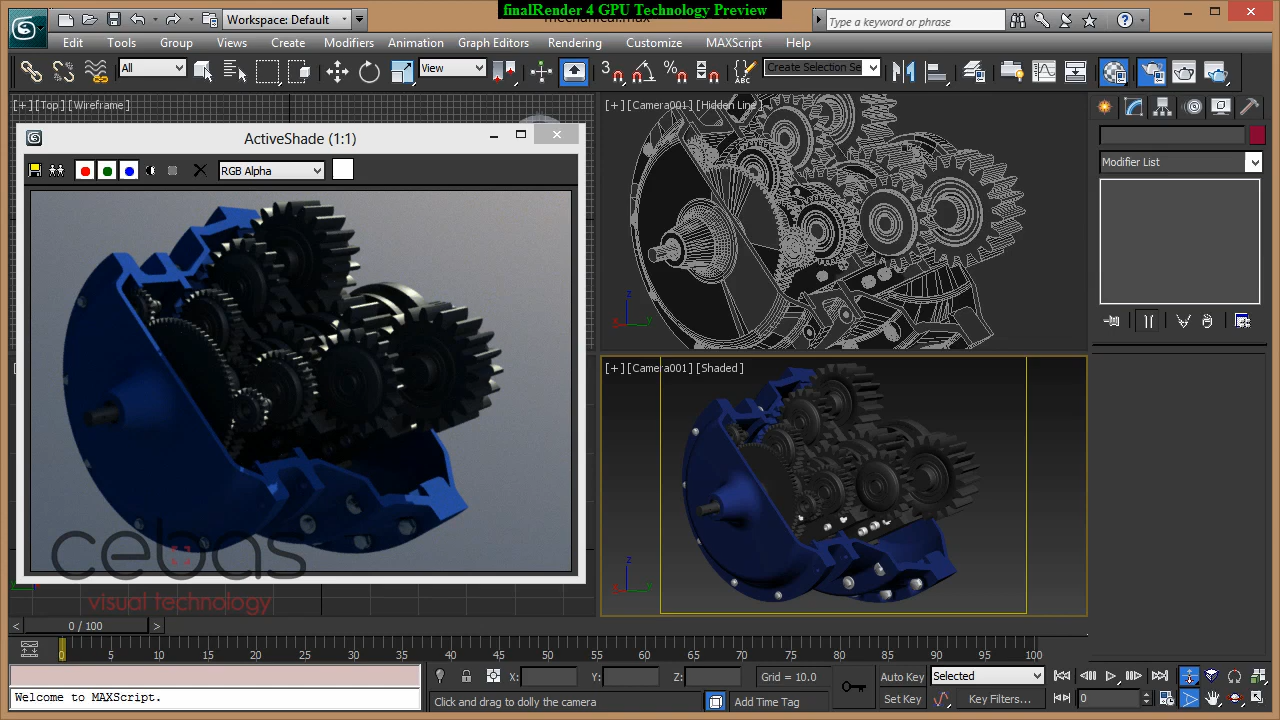 finalRender 4 GPU Technology Preview
Workspace: Default
mechanical.max
Type a keyword or phrase
Edit Tools Group Views Create Modifiers Animation Graph Editors Rendering Customize MAXScript Help
All
View
3
%
ABC
Create Selection Se
[+] [Top] [Wireframe]
[+] [Camera001] [Hidden Line]
ActiveShade (1:1)
RGB Alpha
Modifier List
z
x
y
[+] [Camera001] [Shaded]
z
x
y
cebas
visual technology
< 0 / 100 >
0 5 10 15 20 25 30 35 40 45 50 55 60 65 70 75 80 85 90 95 100
X: Y: Z: Grid = 10.0 Auto Key Selected
Welcome to MAXScript.
Click and drag to dolly the camera
Add Time Tag
Set Key
Key Filters...
0